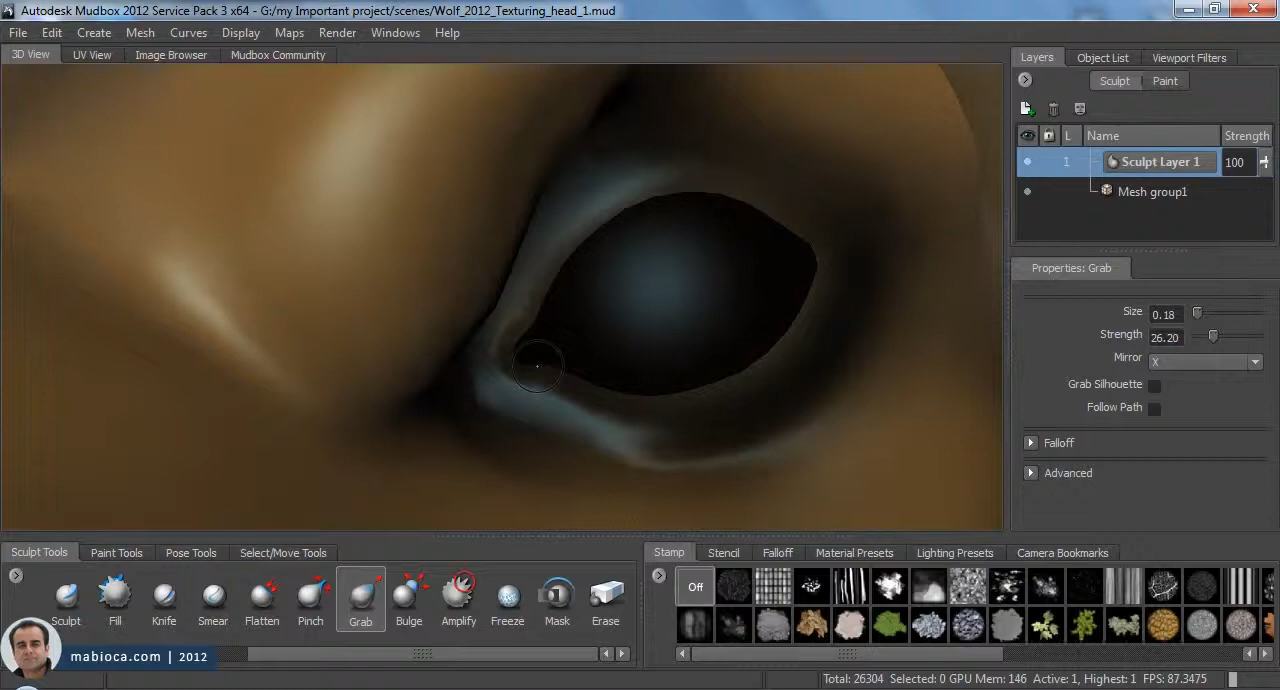 Autodesk Mudbox 2012 Service Pack 3 x64 - G:/my Important project/scenes/Wolf_2012_Texturing_head_1.mud
File Edit Create Mesh Curves Display Maps Render Windows Help
3D View UV View Image Browser Mudbox Community
Layers Object List Viewport Filters
Sculpt Paint
L Name Strength
1 Sculpt Layer 1 100
Mesh group1
Properties: Grab
Size 0.18
Strength 26.20
Mirror X
Grab Silhouette
Follow Path
Falloff
Advanced
Sculpt Tools Paint Tools Pose Tools Select/Move Tools
Stamp Stencil Falloff Material Presets Lighting Presets Camera Bookmarks
Off
Sculpt Fill Knife Smear Flatten Pinch Grab Bulge Amplify Freeze Mask Erase
mabioca.com | 2012
Total: 26304 Selected: 0 GPU Mem: 146 Active: 1, Highest: 1 FPS: 87.3475